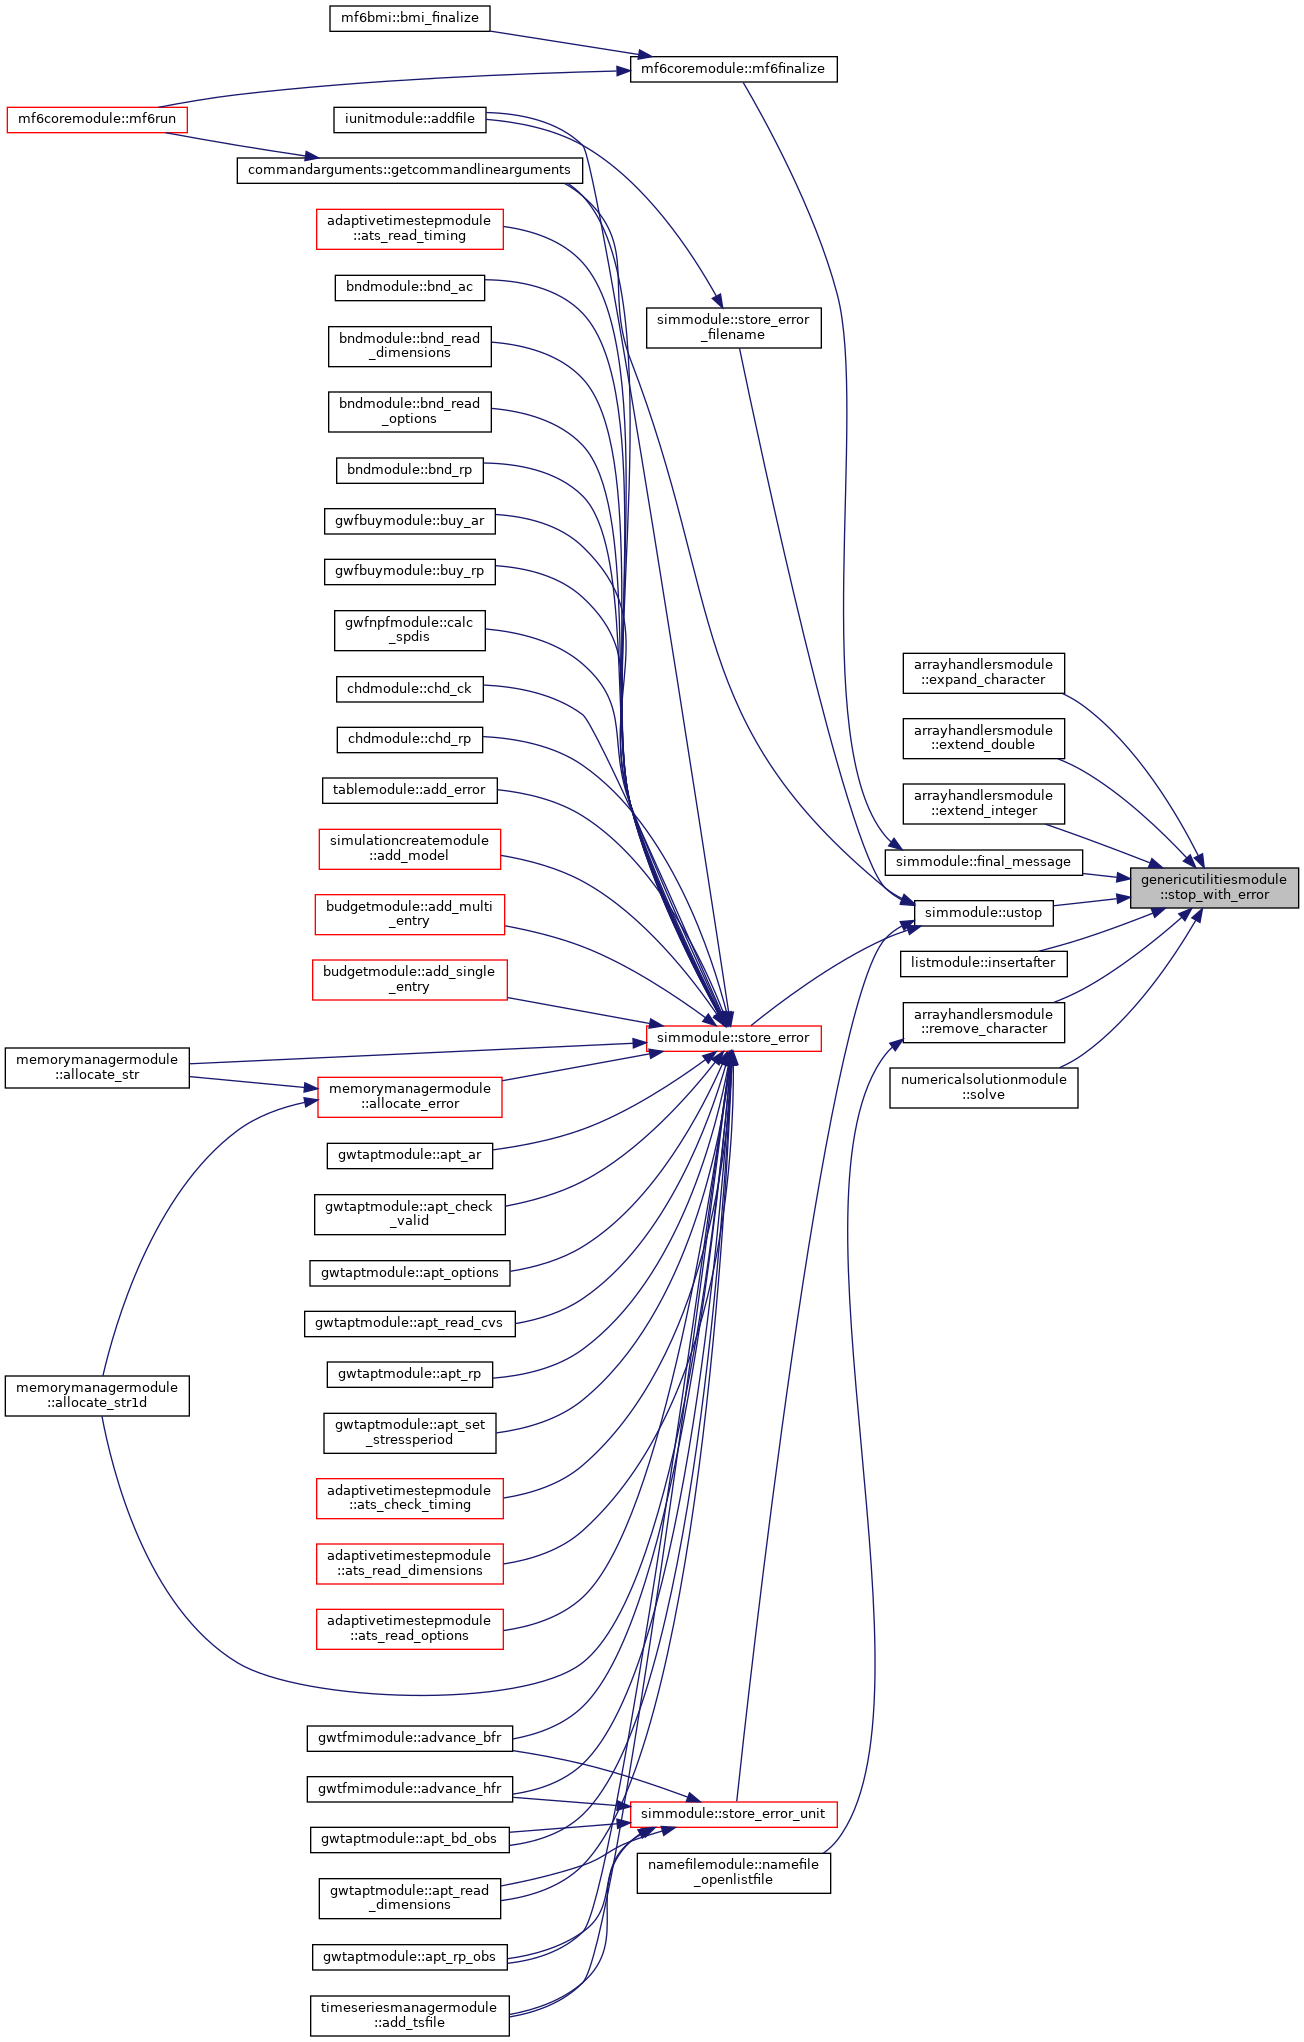 mf6bmi::bmi_finalize
mf6coremodule::mf6finalize
mf6coremodule::mf6run
iunitmodule::addfile
commandarguments::getcommandlinearguments
adaptivetimestepmodule
::ats_read_timing
bndmodule::bnd_ac
simmodule::store_error
_filename
bndmodule::bnd_read
_dimensions
bndmodule::bnd_read
_options
bndmodule::bnd_rp
gwfbuymodule::buy_ar
gwfbuymodule::buy_rp
gwfnpfmodule::calc
_spdis
arrayhandlersmodule
::expand_character
chdmodule::chd_ck
arrayhandlersmodule
::extend_double
chdmodule::chd_rp
tablemodule::add_error
arrayhandlersmodule
::extend_integer
simulationcreatemodule
::add_model
simmodule::final_message
genericutilitiesmodule
::stop_with_error
budgetmodule::add_multi
_entry
simmodule::ustop
budgetmodule::add_single
_entry
listmodule::insertafter
arrayhandlersmodule
::remove_character
simmodule::store_error
memorymanagermodule
::allocate_str
memorymanagermodule
::allocate_error
numericalsolutionmodule
::solve
gwtaptmodule::apt_ar
gwtaptmodule::apt_check
_valid
gwtaptmodule::apt_options
gwtaptmodule::apt_read_cvs
gwtaptmodule::apt_rp
memorymanagermodule
::allocate_str1d
gwtaptmodule::apt_set
_stressperiod
adaptivetimestepmodule
::ats_check_timing
adaptivetimestepmodule
::ats_read_dimensions
adaptivetimestepmodule
::ats_read_options
gwtfmimodule::advance_bfr
gwtfmimodule::advance_hfr
simmodule::store_error_unit
gwtaptmodule::apt_bd_obs
namefilemodule::namefile
_openlistfile
gwtaptmodule::apt_read
_dimensions
gwtaptmodule::apt_rp_obs
timeseriesmanagermodule
::add_tsfile